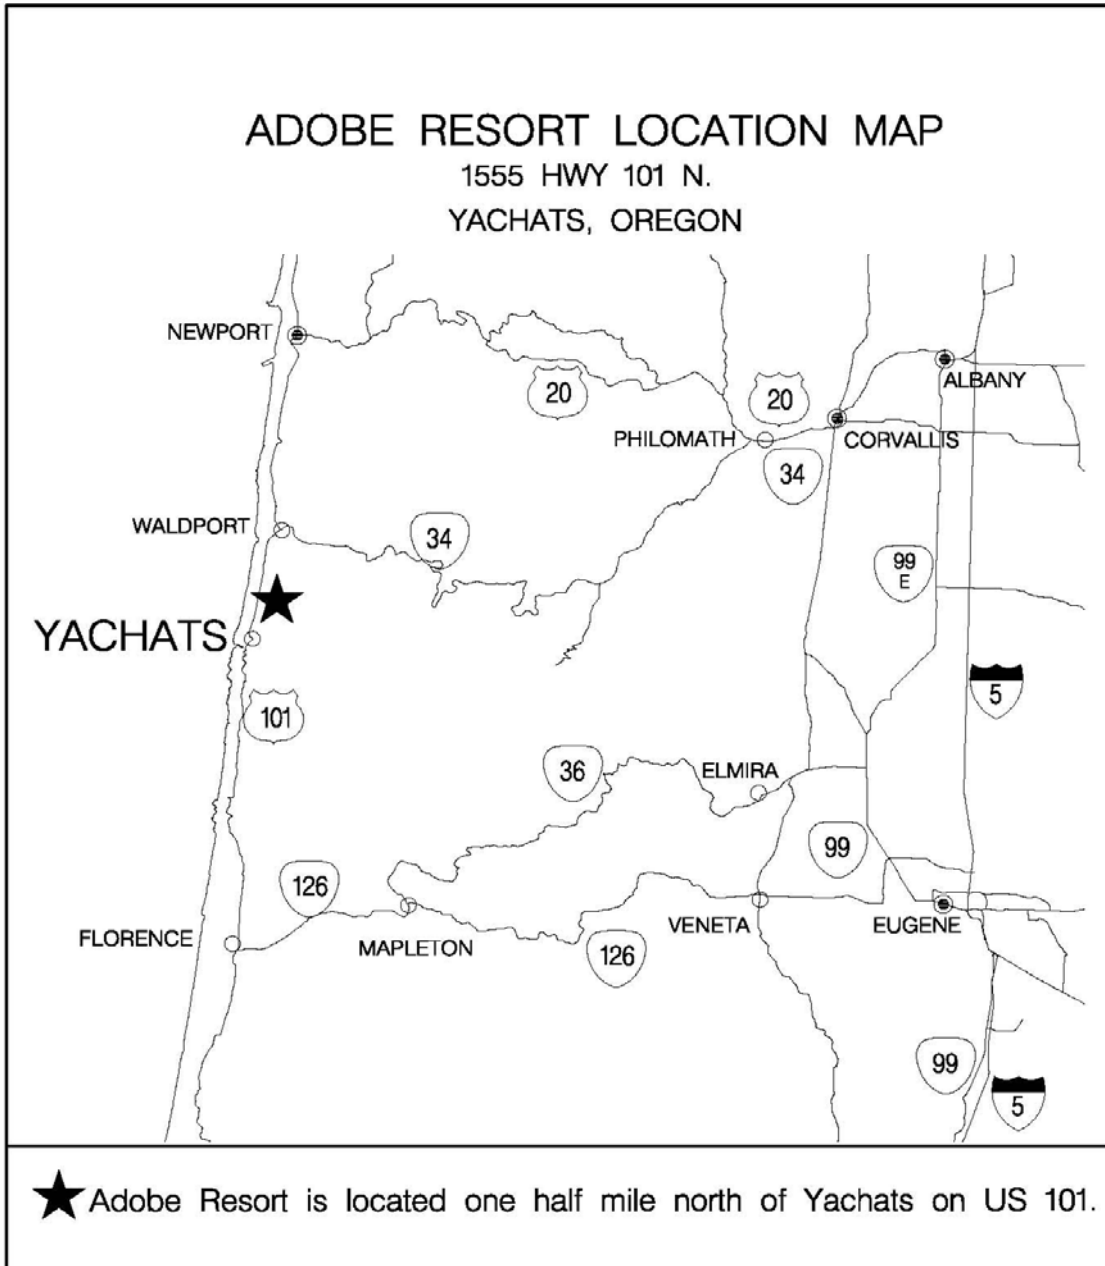 ADOBE RESORT LOCATION MAP
1555 HWY 101 N.
YACHATS, OREGON
NEWPORT
ALBANY
20
20
PHILOMATH
CORVALLIS
34
WALDPORT
34
99
E
YACHATS
5
101
36
ELMIRA
99
126
FLORENCE
MAPLETON
VENETA
EUGENE
126
99
5
Adobe Resort is located one half mile north of Yachats on US 101.